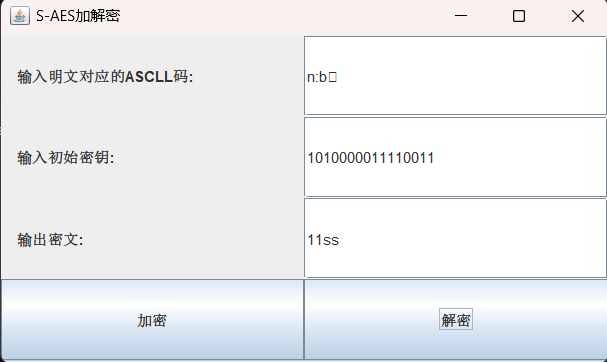 S-AES加解密
输入明文对应的ASCLL码:
n:b▯
输入初始密钥:
1010000011110011
输出密文:
11ss
加密
解密